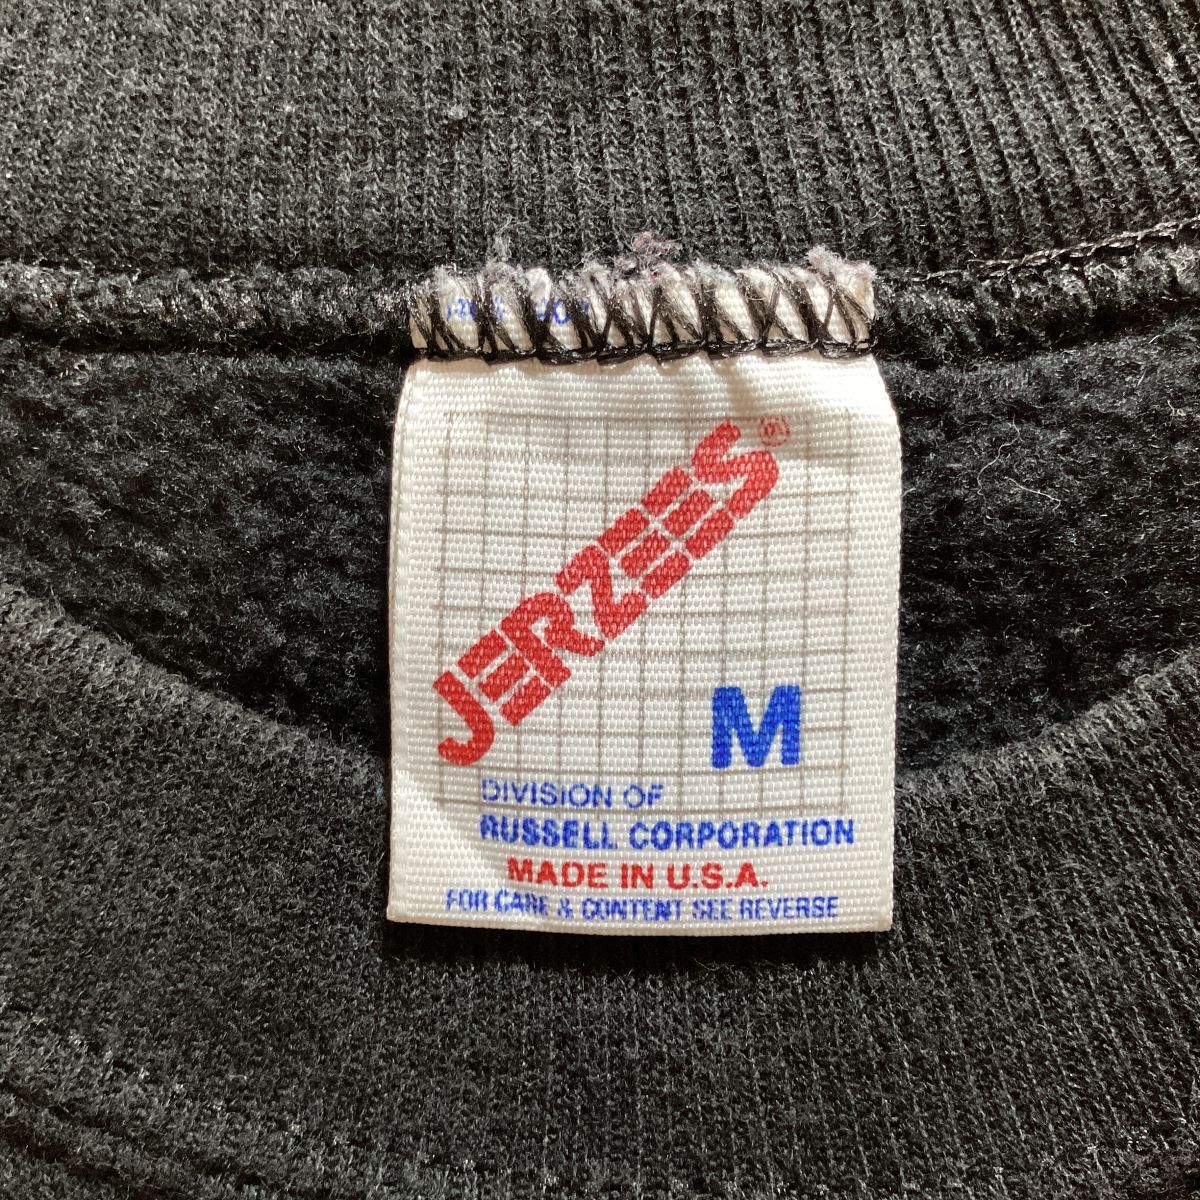 JERZEES®
M
DIVISION OF
RUSSELL CORPORATION
MADE IN U.S.A.
FOR CARE & CONTENT SEE REVERSE